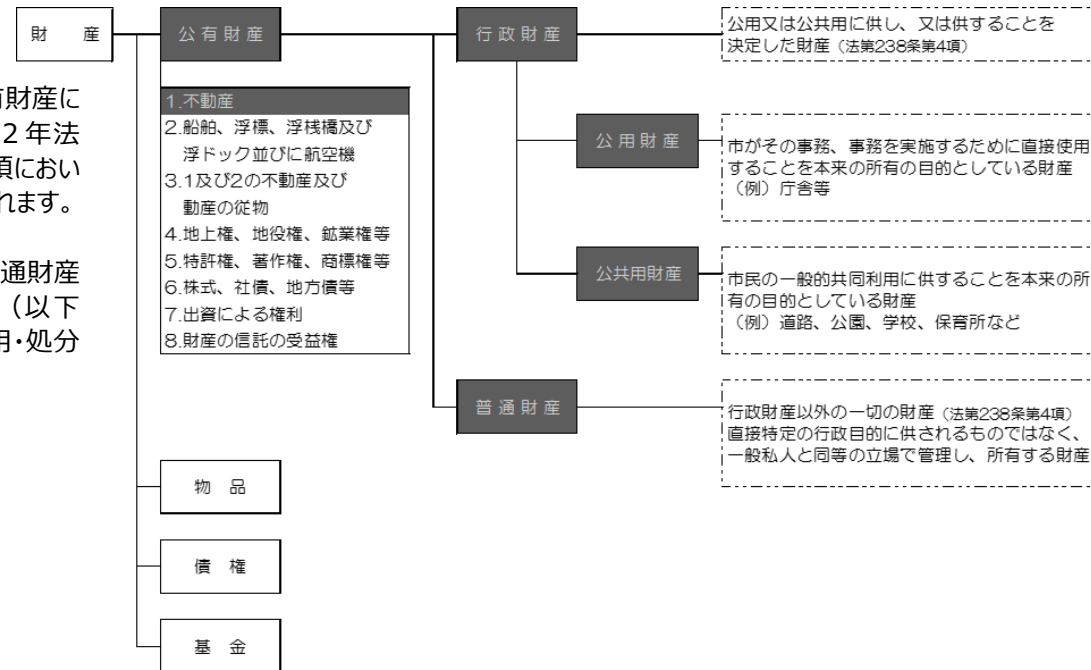 財　産
公有財産
行政財産
公用又は公共用に供し、又は供することを
決定した財産（法第238条第4項）
有財産に
２年法
項におい
れます。
通財産
（以下
用・処分
1.不動産
2.船舶、浮標、浮桟橋及び
浮ドック並びに航空機
3.1及び2の不動産及び
動産の従物
4.地上権、地役権、鉱業権等
5.特許権、著作権、商標権等
6.株式、社債、地方債等
7.出資による権利
8.財産の信託の受益権
公用財産
市がその事務、事務を実施するために直接使用
することを本来の所有の目的としている財産
（例）庁舎等
公共用財産
市民の一般的共同利用に供することを本来の所
有の目的としている財産
（例）道路、公園、学校、保育所など
普通財産
行政財産以外の一切の財産（法第238条第4項）
直接特定の行政目的に供されるものではなく、
一般私人と同等の立場で管理し、所有する財産
物品
債権
基金